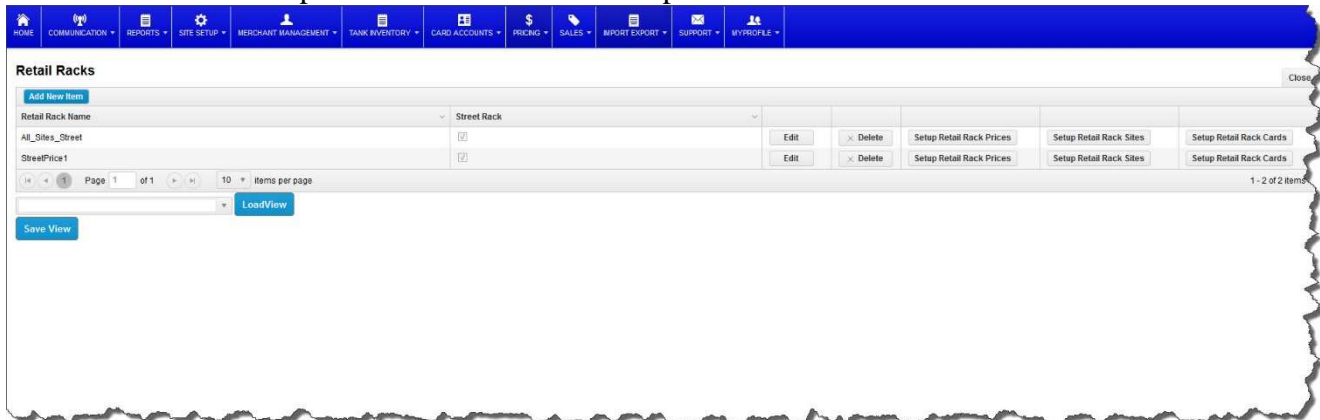 HOME COMMUNICATION REPORTS SITE SETUP MERCHANT MANAGEMENT TANK INVENTORY CARD ACCOUNTS PRICING SALES IMPORT EXPORT SUPPORT MYPROFILE
Retail Racks
Close
Add New Item
Retail Rack Name Street Rack
All_Sites_Street Edit × Delete Setup Retail Rack Prices Setup Retail Rack Sites Setup Retail Rack Cards
StreetPrice1 Edit × Delete Setup Retail Rack Prices Setup Retail Rack Sites Setup Retail Rack Cards
1 Page 1 of 1 10 items per page 1 - 2 of 2 items
LoadView
Save View